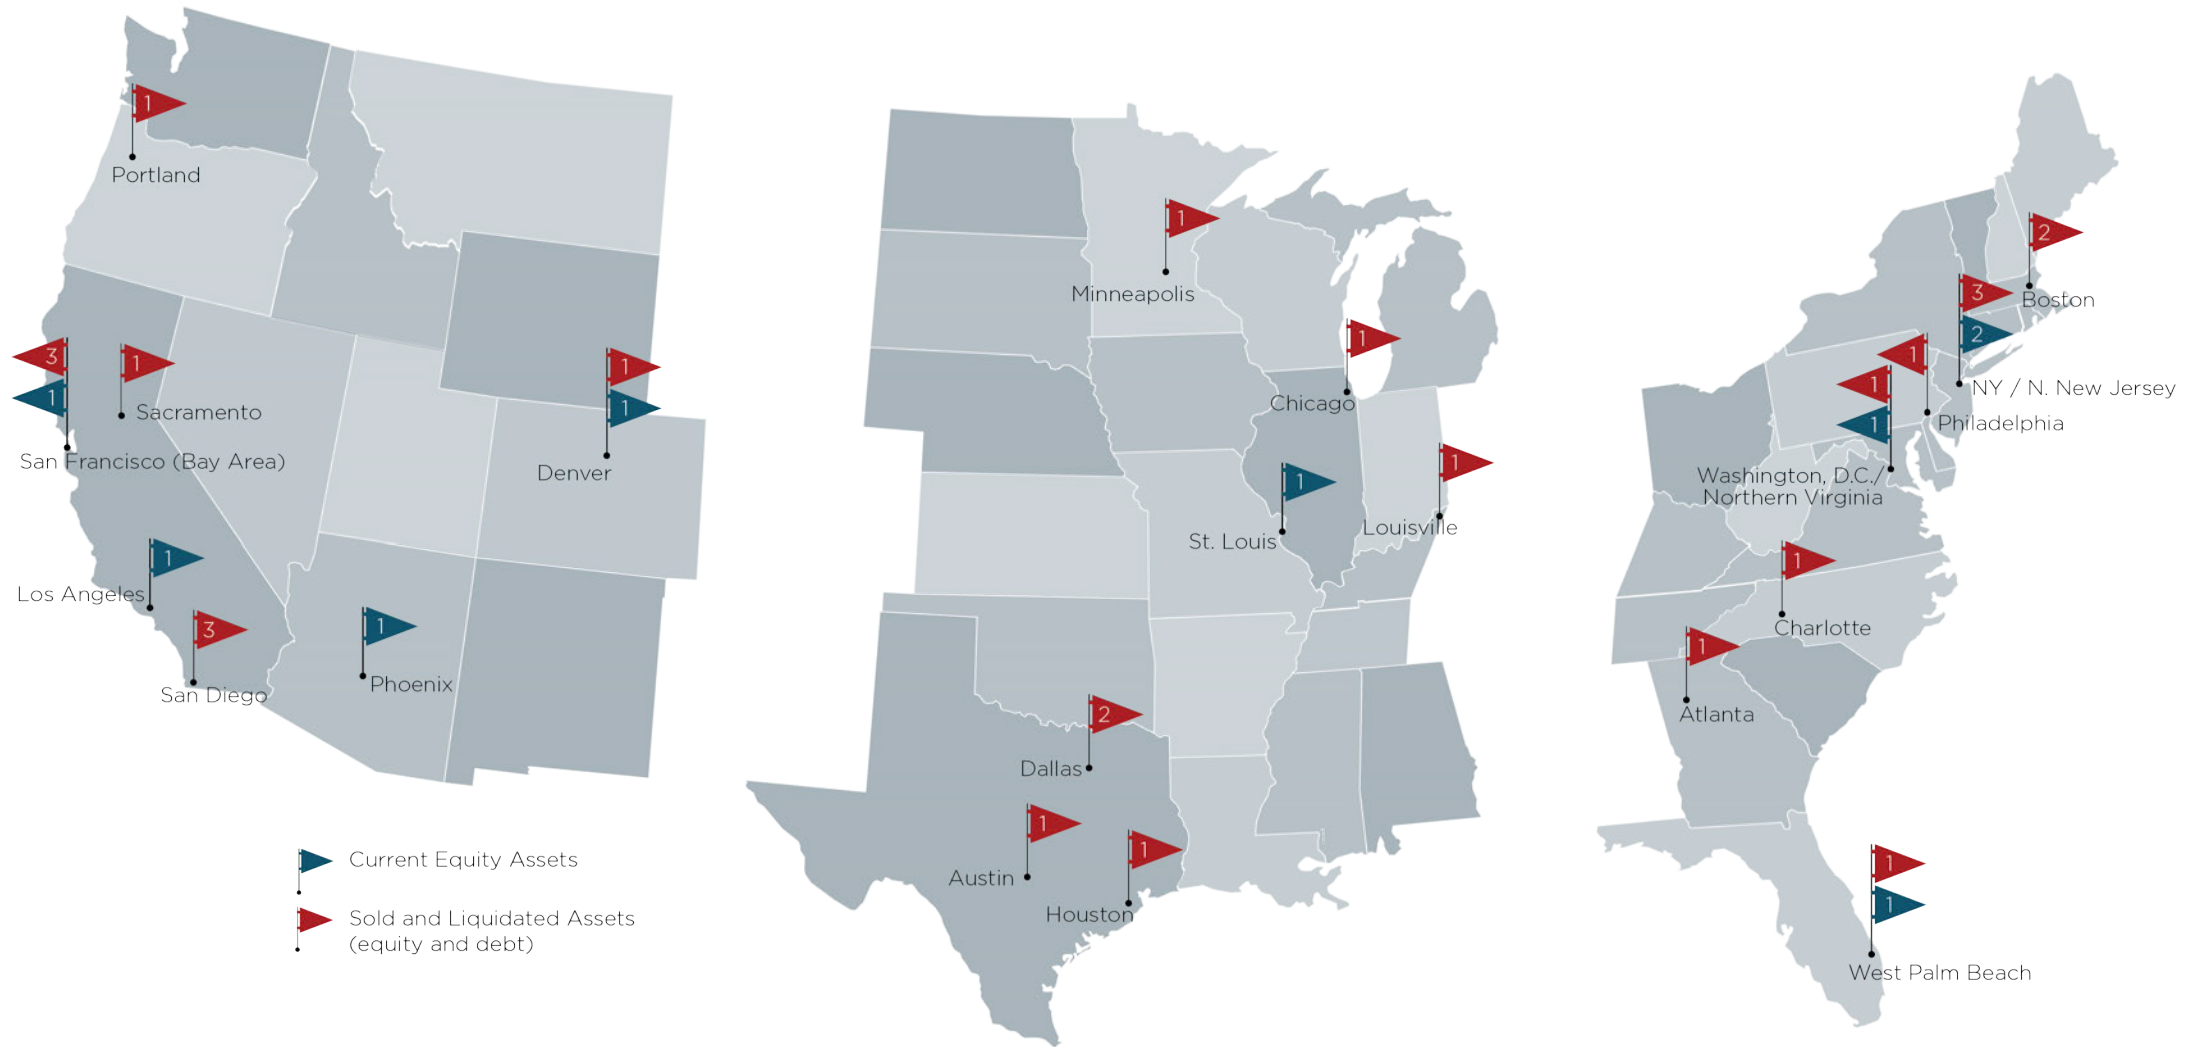 1
Portland
3
1
1
Sacramento
San Francisco (Bay Area)
1
1
Denver
1
Los Angeles
3
San Diego
1
Phoenix
Current Equity Assets
Sold and Liquidated Assets
(equity and debt)
1
Minneapolis
1
Chicago
1
St. Louis
1
Louisville
2
Dallas
1
Austin
1
Houston
2
Boston
3
2
NY / N. New Jersey
1
Philadelphia
1
1
Washington, D.C./
Northern Virginia
1
Charlotte
1
Atlanta
1
1
West Palm Beach